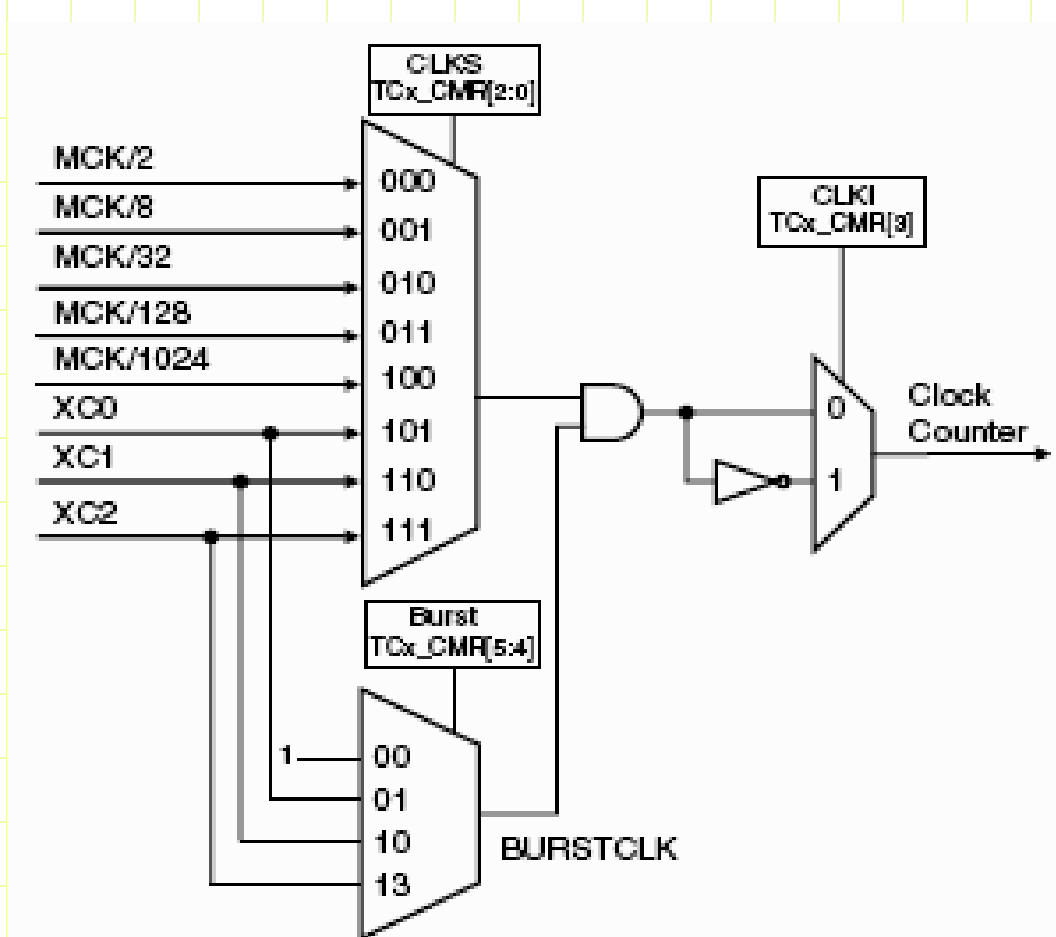 CLKS
TCx_CMR[2:0]
MCK/2
000
MCK/8
001
MCK/32
010
MCK/128
011
MCK/1024
100
XC0
101
XC1
110
XC2
111
CLKI
TCx_CMR[3]
0
1
Clock
Counter
Burst
TCx_CMR[5:4]
1
00
01
10
13
BURSTCLK